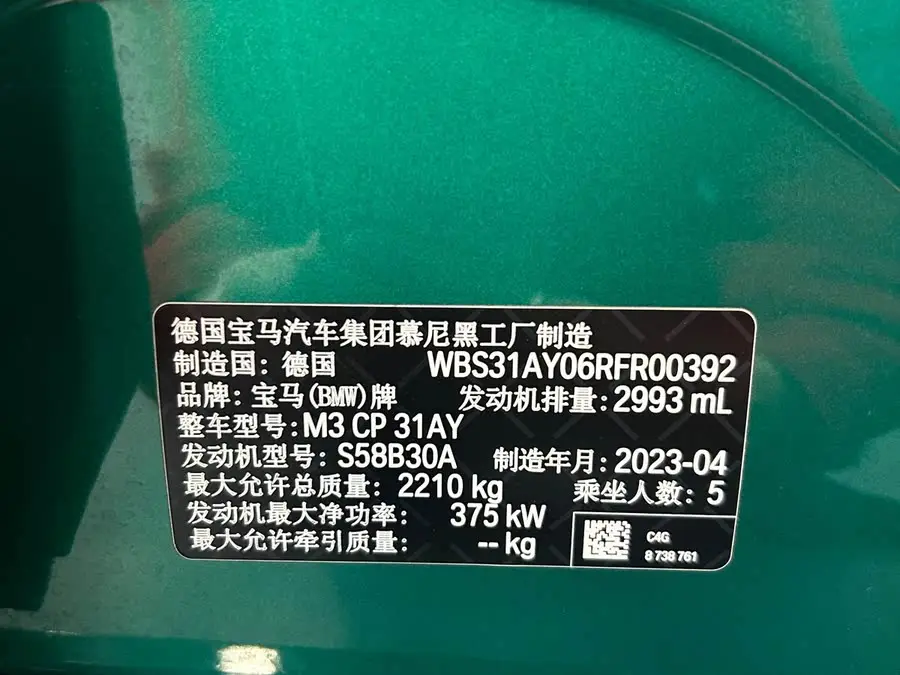 德国宝马汽车集团慕尼黑工厂制造
制造国: 德国 WBS31AY06RFR00392
品牌: 宝马(BMW)牌 发动机排量: 2993 mL
整车型号: M3 CP 31AY
发动机型号: S58B30A 制造年月: 2023-04
最大允许总质量: 2210 kg 乘坐人数: 5
发动机最大净功率: 375 kW
最大允许牵引质量: -- kg
C4G
8 738 761